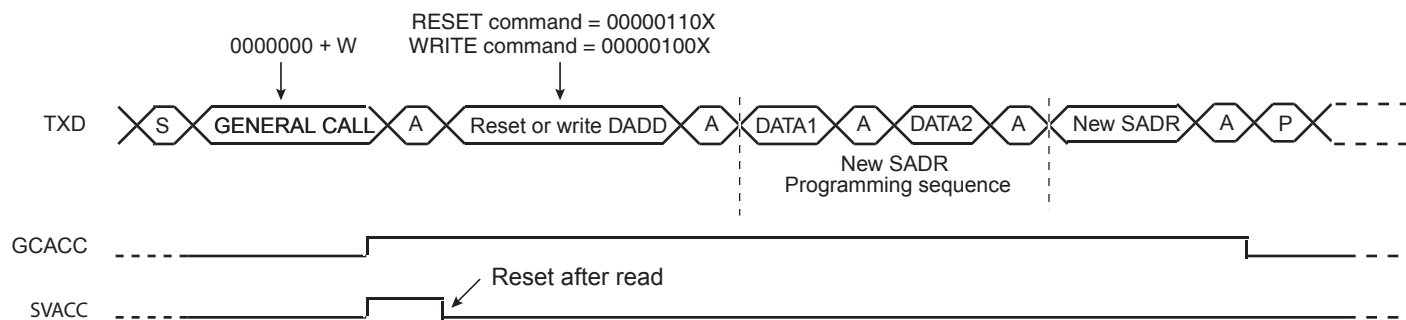 RESET command = 00000110X
0000000 + W
WRITE command = 00000100X
TXD
S
GENERAL CALL
A
Reset or write DADD
A
DATA1
A
DATA2
A
New SADR
A
P
New SADR
Programming sequence
GCACC
Reset after read
SVACC